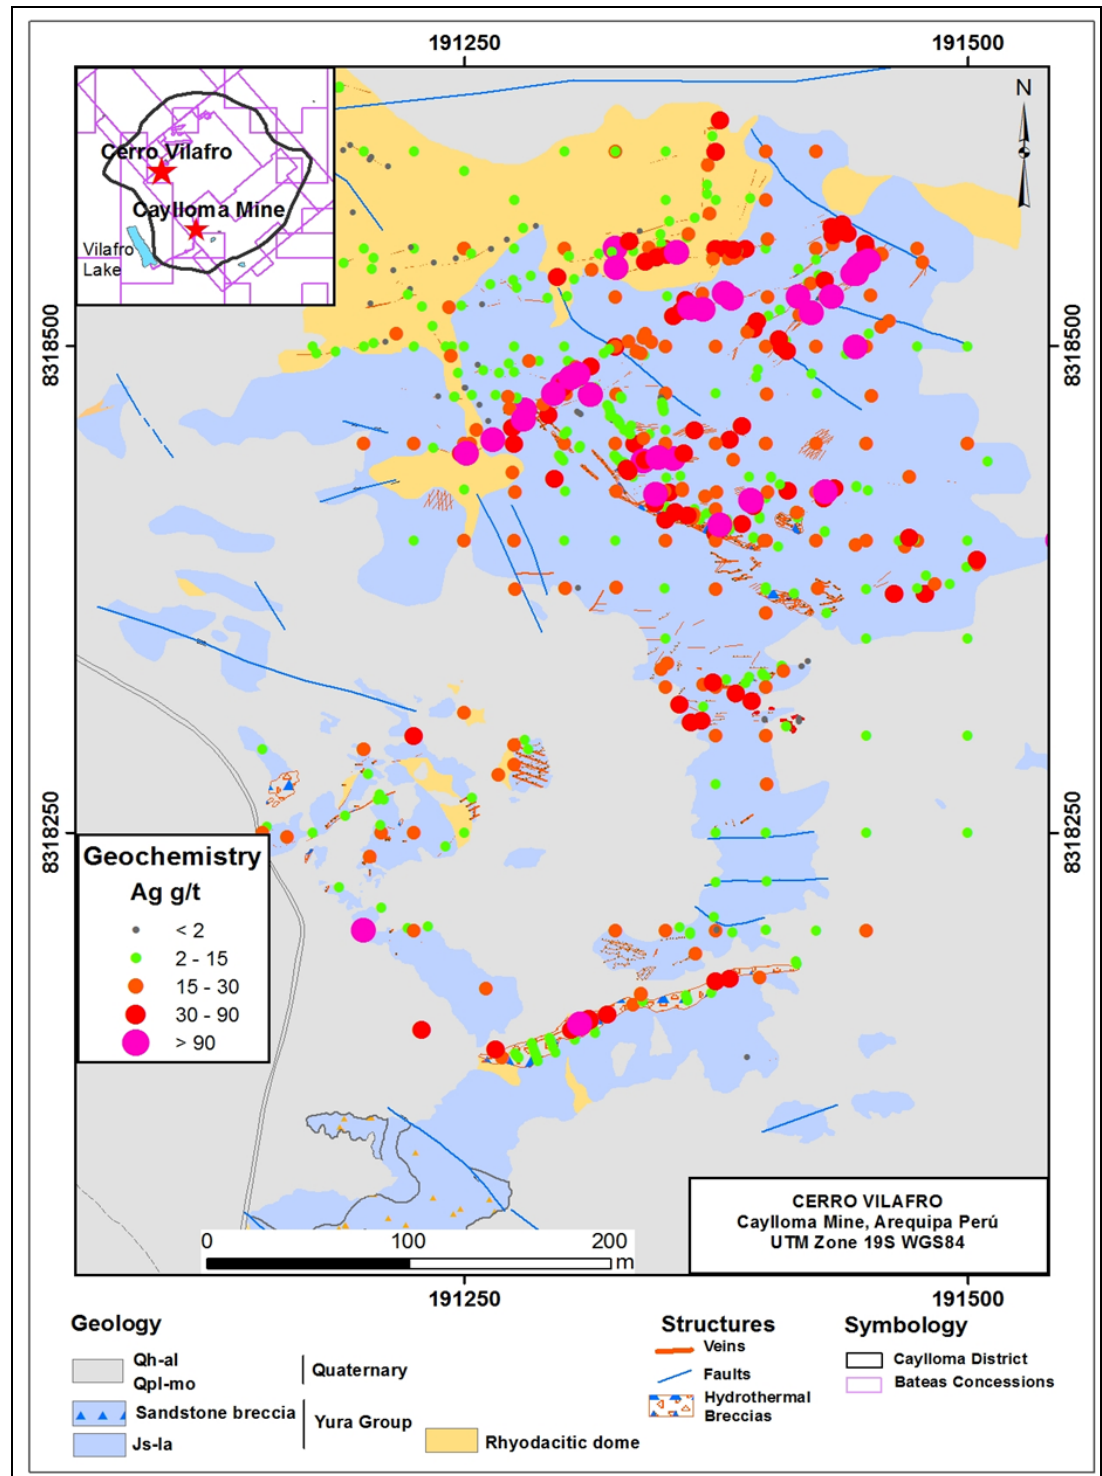 191250
191500
N
Cerro Vilafro
Caylloma Mine
Vilafro
Lake
8318500
8318500
8318250
8318250
Geochemistry
Ag g/t
< 2
2 - 15
15 - 30
30 - 90
> 90
CERRO VILAFRO
Caylloma Mine, Arequipa Perú
UTM Zone 19S WGS84
0
100
200
m
191250
191500
Geology
Qh-al
Qpl-mo
Quaternary
Sandstone breccia
Yura Group
Js-la
Rhyodacitic dome
Structures
Veins
Faults
Hydrothermal
Breccias
Symbology
Caylloma District
Bateas Concessions